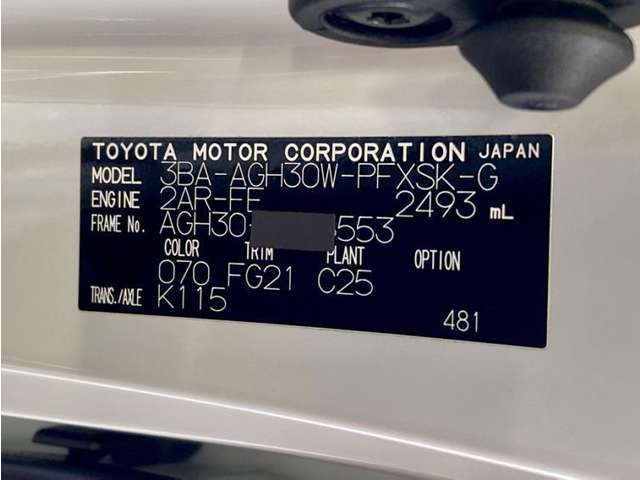 TOYOTA MOTOR CORPORATION JAPAN
MODEL 3BA-AGH30W-PFXSK-G
ENGINE 2AR-FE 2493 mL
FRAME No. AGH30- 553
COLOR TRIM PLANT OPTION
070 FG21 C25
TRANS./AXLE K115
481